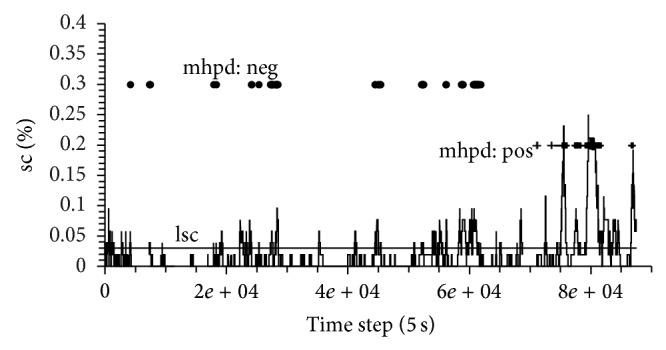 0.4
0.35
0.3
0.25
0.2
0.15
0.1
0.05
0
sc (%)
mhpd: neg
mhpd: pos
lsc
0 2e + 04 4e + 04 6e + 04 8e + 04
Time step (5 s)